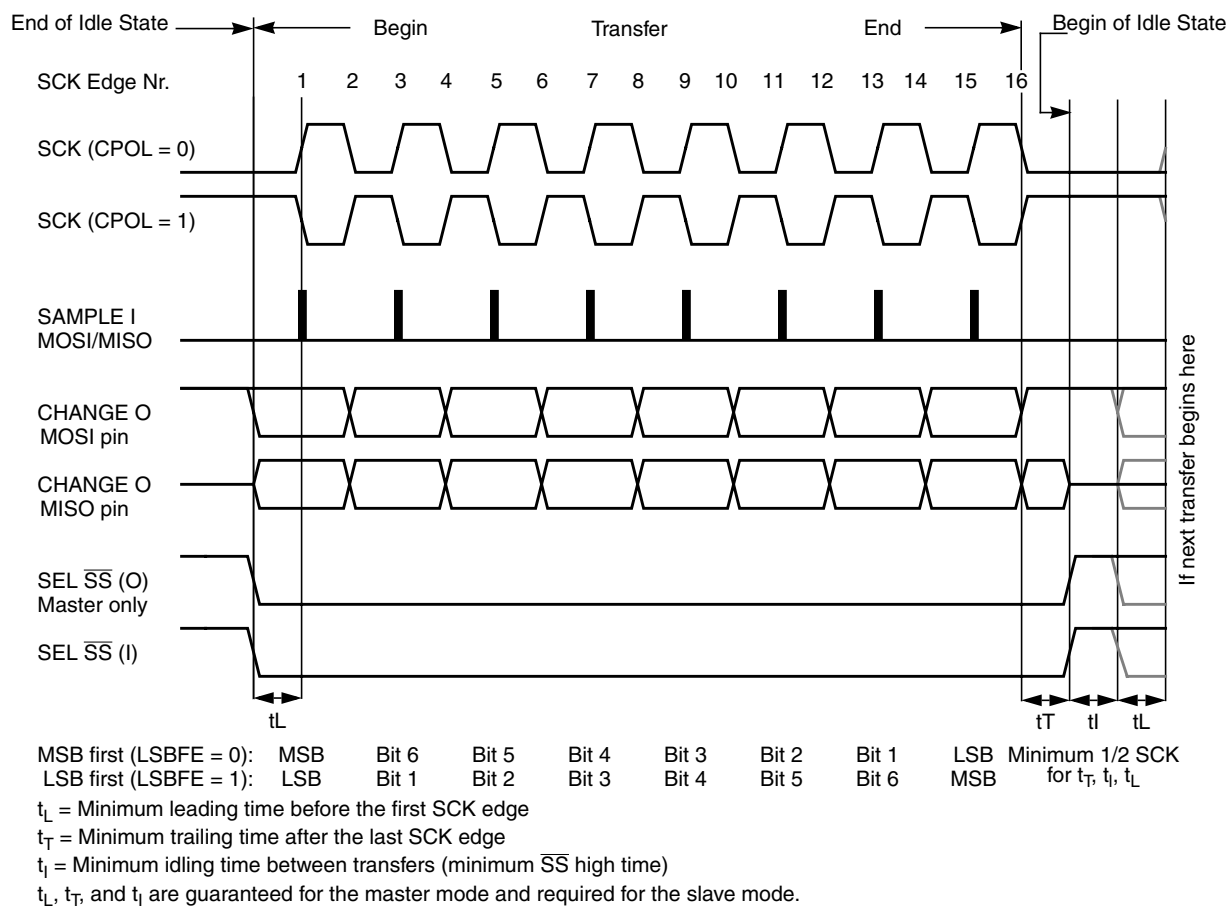 End of Idle State
Begin
Transfer
End
Begin of Idle State
SCK Edge Nr.
1 2 3 4 5 6 7 8 9 10 11 12 13 14 15 16
SCK (CPOL = 0)
SCK (CPOL = 1)
SAMPLE I
MOSI/MISO
CHANGE O
MOSI pin
CHANGE O
MISO pin
SEL SS (O)
Master only
SEL SS (I)
If next transfer begins here
tL
tT tI tL
MSB first (LSBFE = 0): MSB Bit 6 Bit 5 Bit 4 Bit 3 Bit 2 Bit 1 LSB Minimum 1/2 SCK
LSB first (LSBFE = 1): LSB Bit 1 Bit 2 Bit 3 Bit 4 Bit 5 Bit 6 MSB for tT, tI, tL
tL = Minimum leading time before the first SCK edge
tT = Minimum trailing time after the last SCK edge
tI = Minimum idling time between transfers (minimum SS high time)
tL, tT, and tI are guaranteed for the master mode and required for the slave mode.